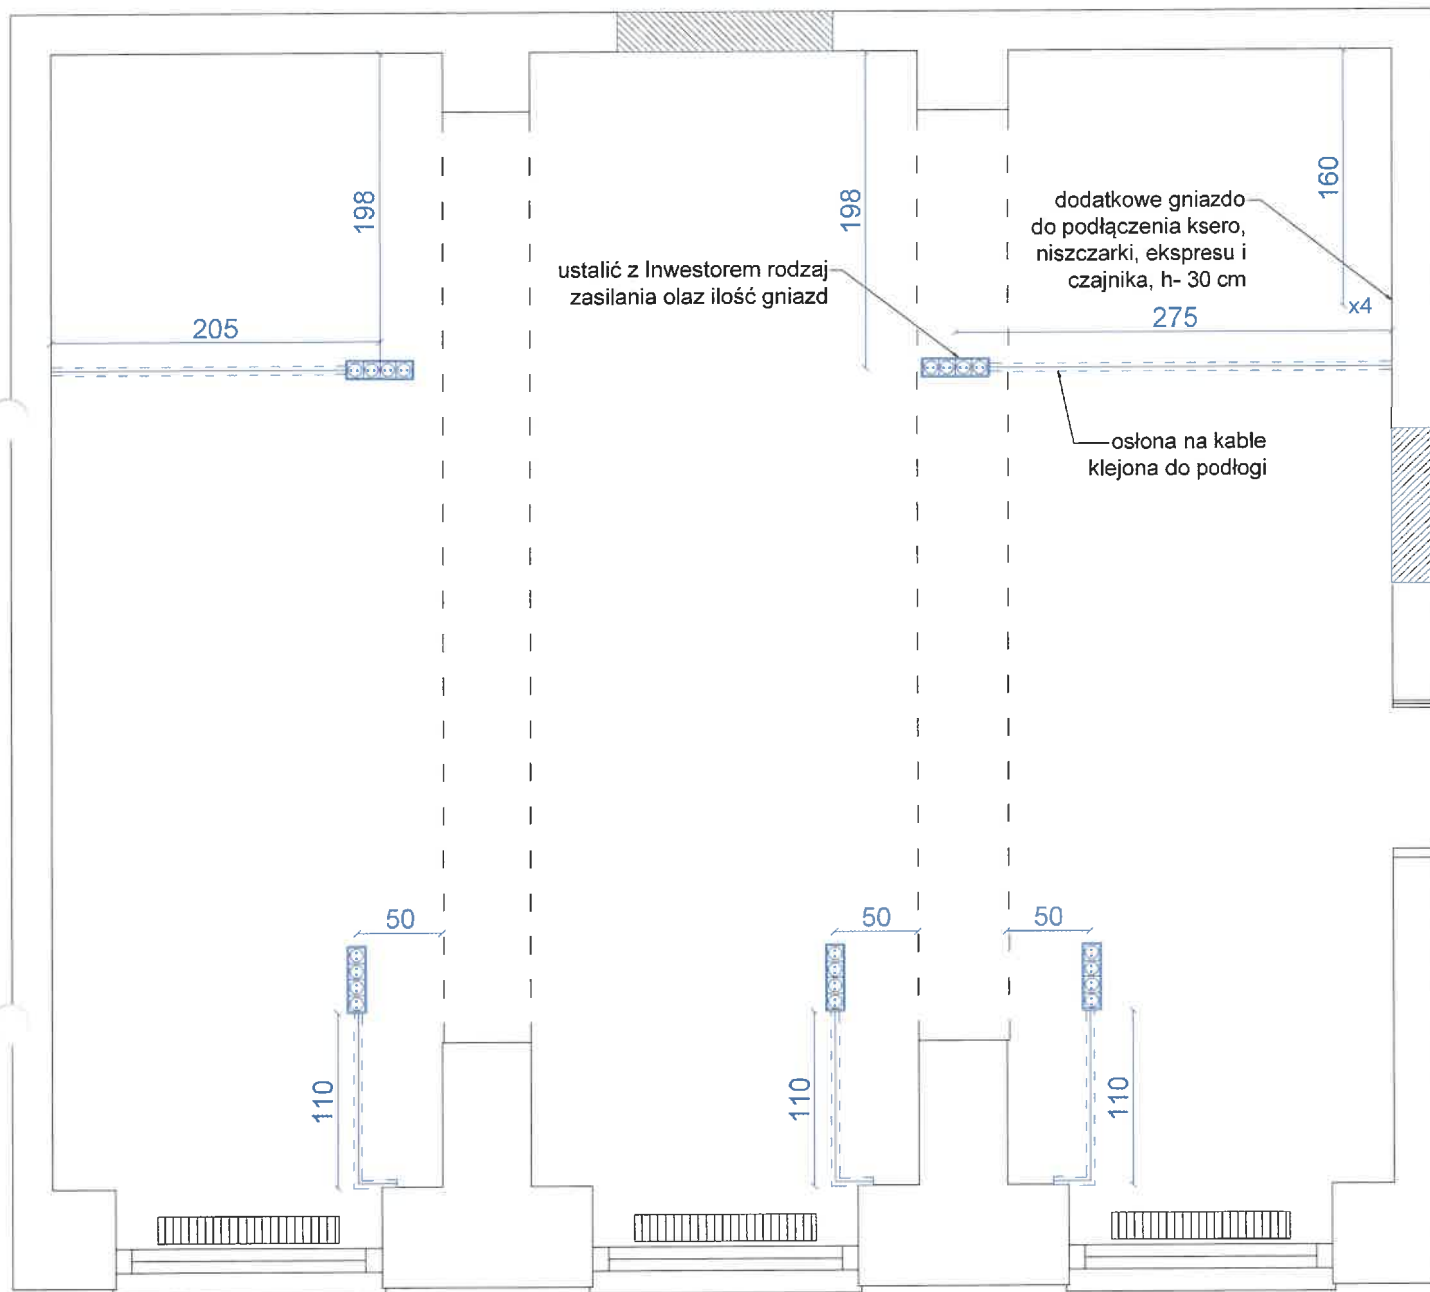 198
198
160
dodatkowe gniazdo
do podłączenia ksero,
niszczarki, ekspresu i
czajnika, h- 30 cm
ustalić z Inwestorem rodzaj
zasilania olaz ilość gniazd
x4
205
275
osłona na kable
klejona do podłogi
50
50
50
110
110
110